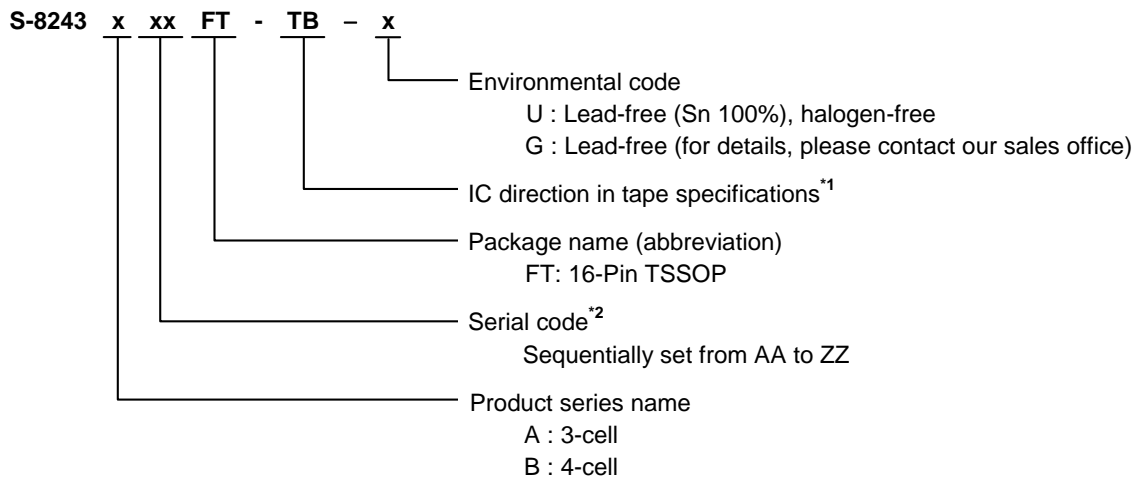 S-8243 x xx FT - TB – x
Environmental code
U : Lead-free (Sn 100%), halogen-free
G : Lead-free (for details, please contact our sales office)
IC direction in tape specifications*1
Package name (abbreviation)
FT: 16-Pin TSSOP
Serial code*2
Sequentially set from AA to ZZ
Product series name
A : 3-cell
B : 4-cell